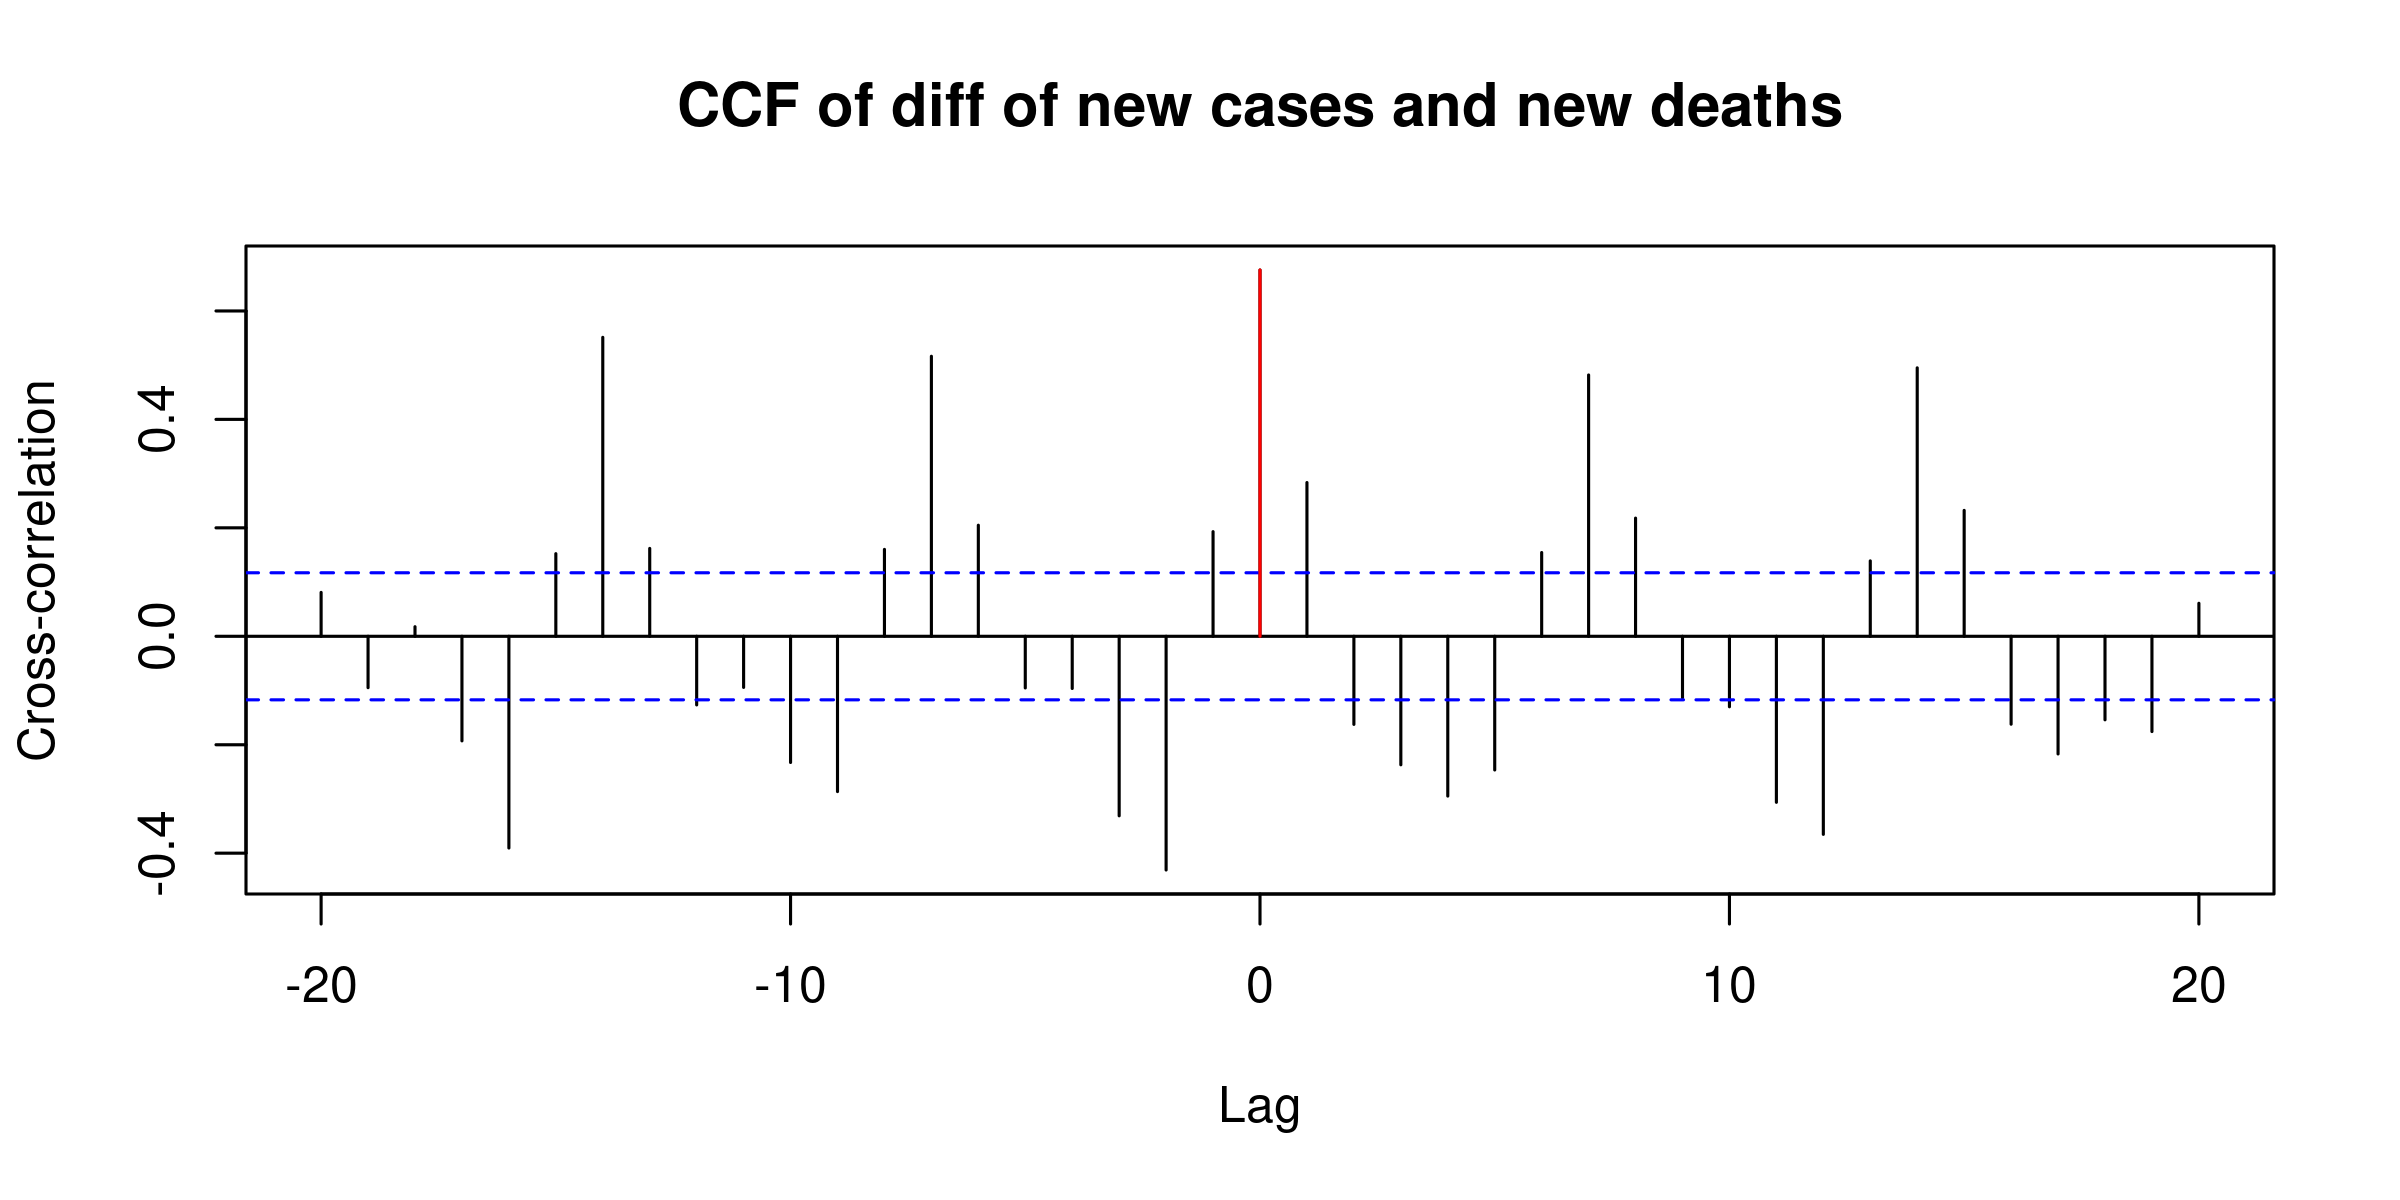 CCF of diff of new cases and new deaths
Cross-correlation
0.4
0.0
-0.4
-20
-10
0
10
20
Lag